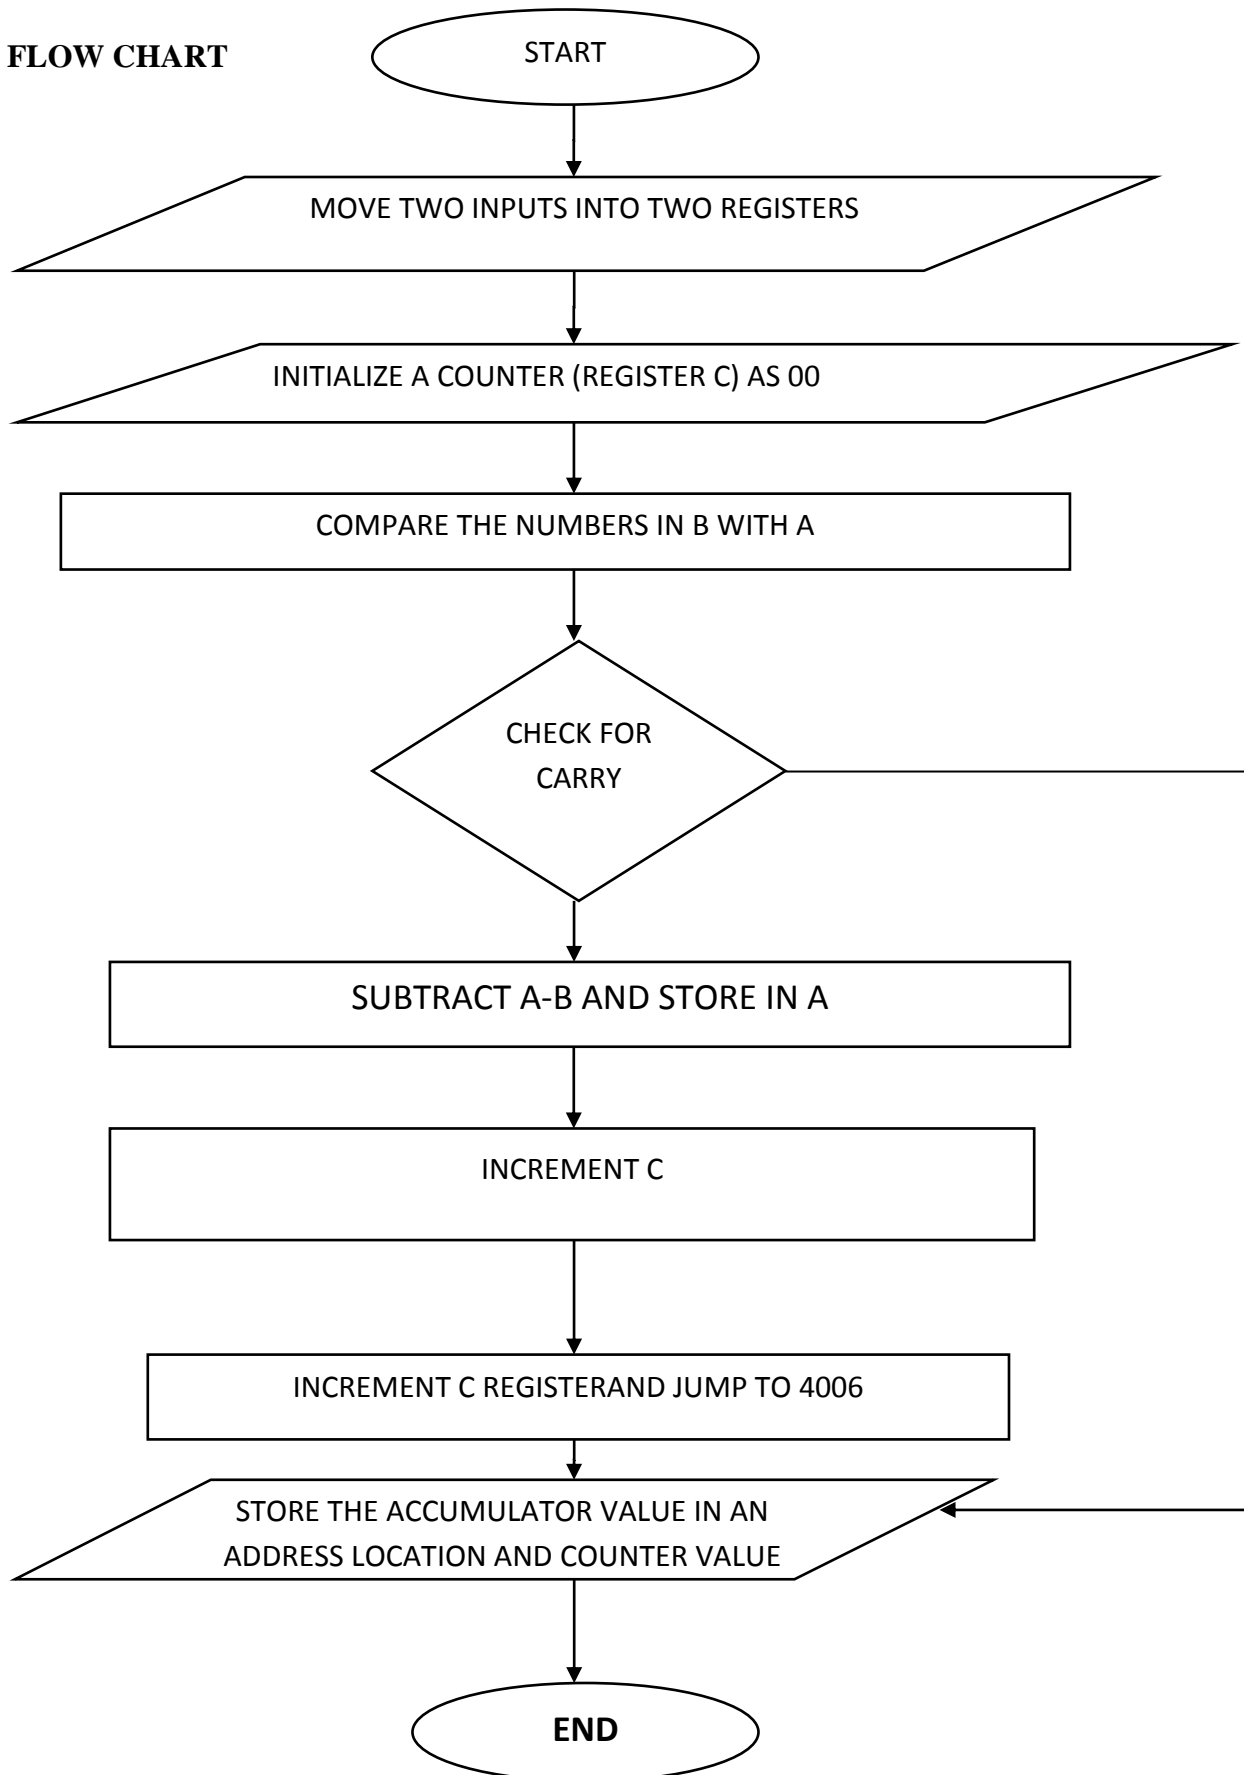 FLOW CHART
START
MOVE TWO INPUTS INTO TWO REGISTERS
INITIALIZE A COUNTER (REGISTER C) AS 00
COMPARE THE NUMBERS IN B WITH A
CHECK FOR
CARRY
SUBTRACT A-B AND STORE IN A
INCREMENT C
INCREMENT C REGISTERAND JUMP TO 4006
STORE THE ACCUMULATOR VALUE IN AN
ADDRESS LOCATION AND COUNTER VALUE
END